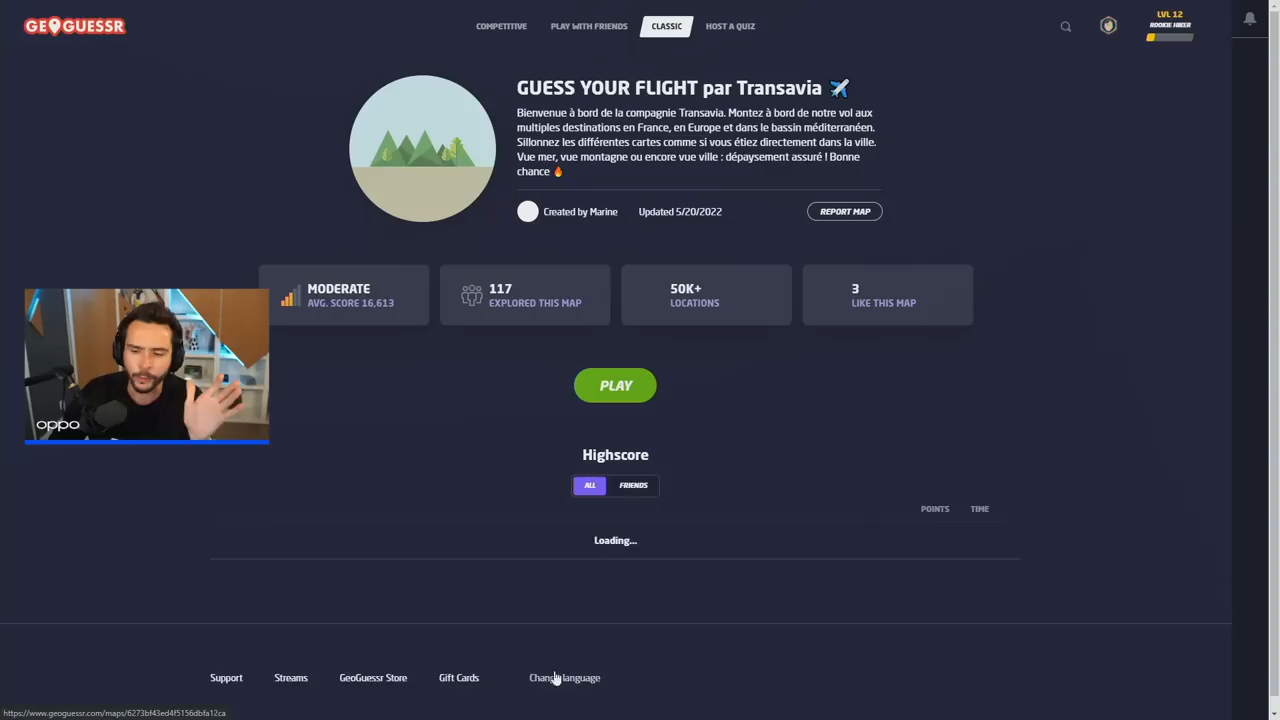 GEOGUESSR
COMPETITIVE
PLAY WITH FRIENDS
CLASSIC
HOST A QUIZ
LVL 12
ROOKIE HIKER
GUESS YOUR FLIGHT par Transavia ✈️
Bienvenue à bord de la compagnie Transavia. Montez à bord de notre vol aux
multiples destinations en France, en Europe et dans le bassin méditerranéen.
Sillonnez les différentes cartes comme si vous étiez directement dans la ville.
Vue mer, vue montagne ou encore vue ville : dépaysement assuré ! Bonne
chance 🔥
Created by Marine
Updated 5/20/2022
REPORT MAP
MODERATE
AVG. SCORE 16,613
117
EXPLORED THIS MAP
50K+
LOCATIONS
3
LIKE THIS MAP
oppo
PLAY
Highscore
ALL
FRIENDS
POINTS
TIME
Loading...
Support
Streams
GeoGuessr Store
Gift Cards
Change language
https://www.geoguessr.com/maps/6273bf43ed4f5156dbfa12ca